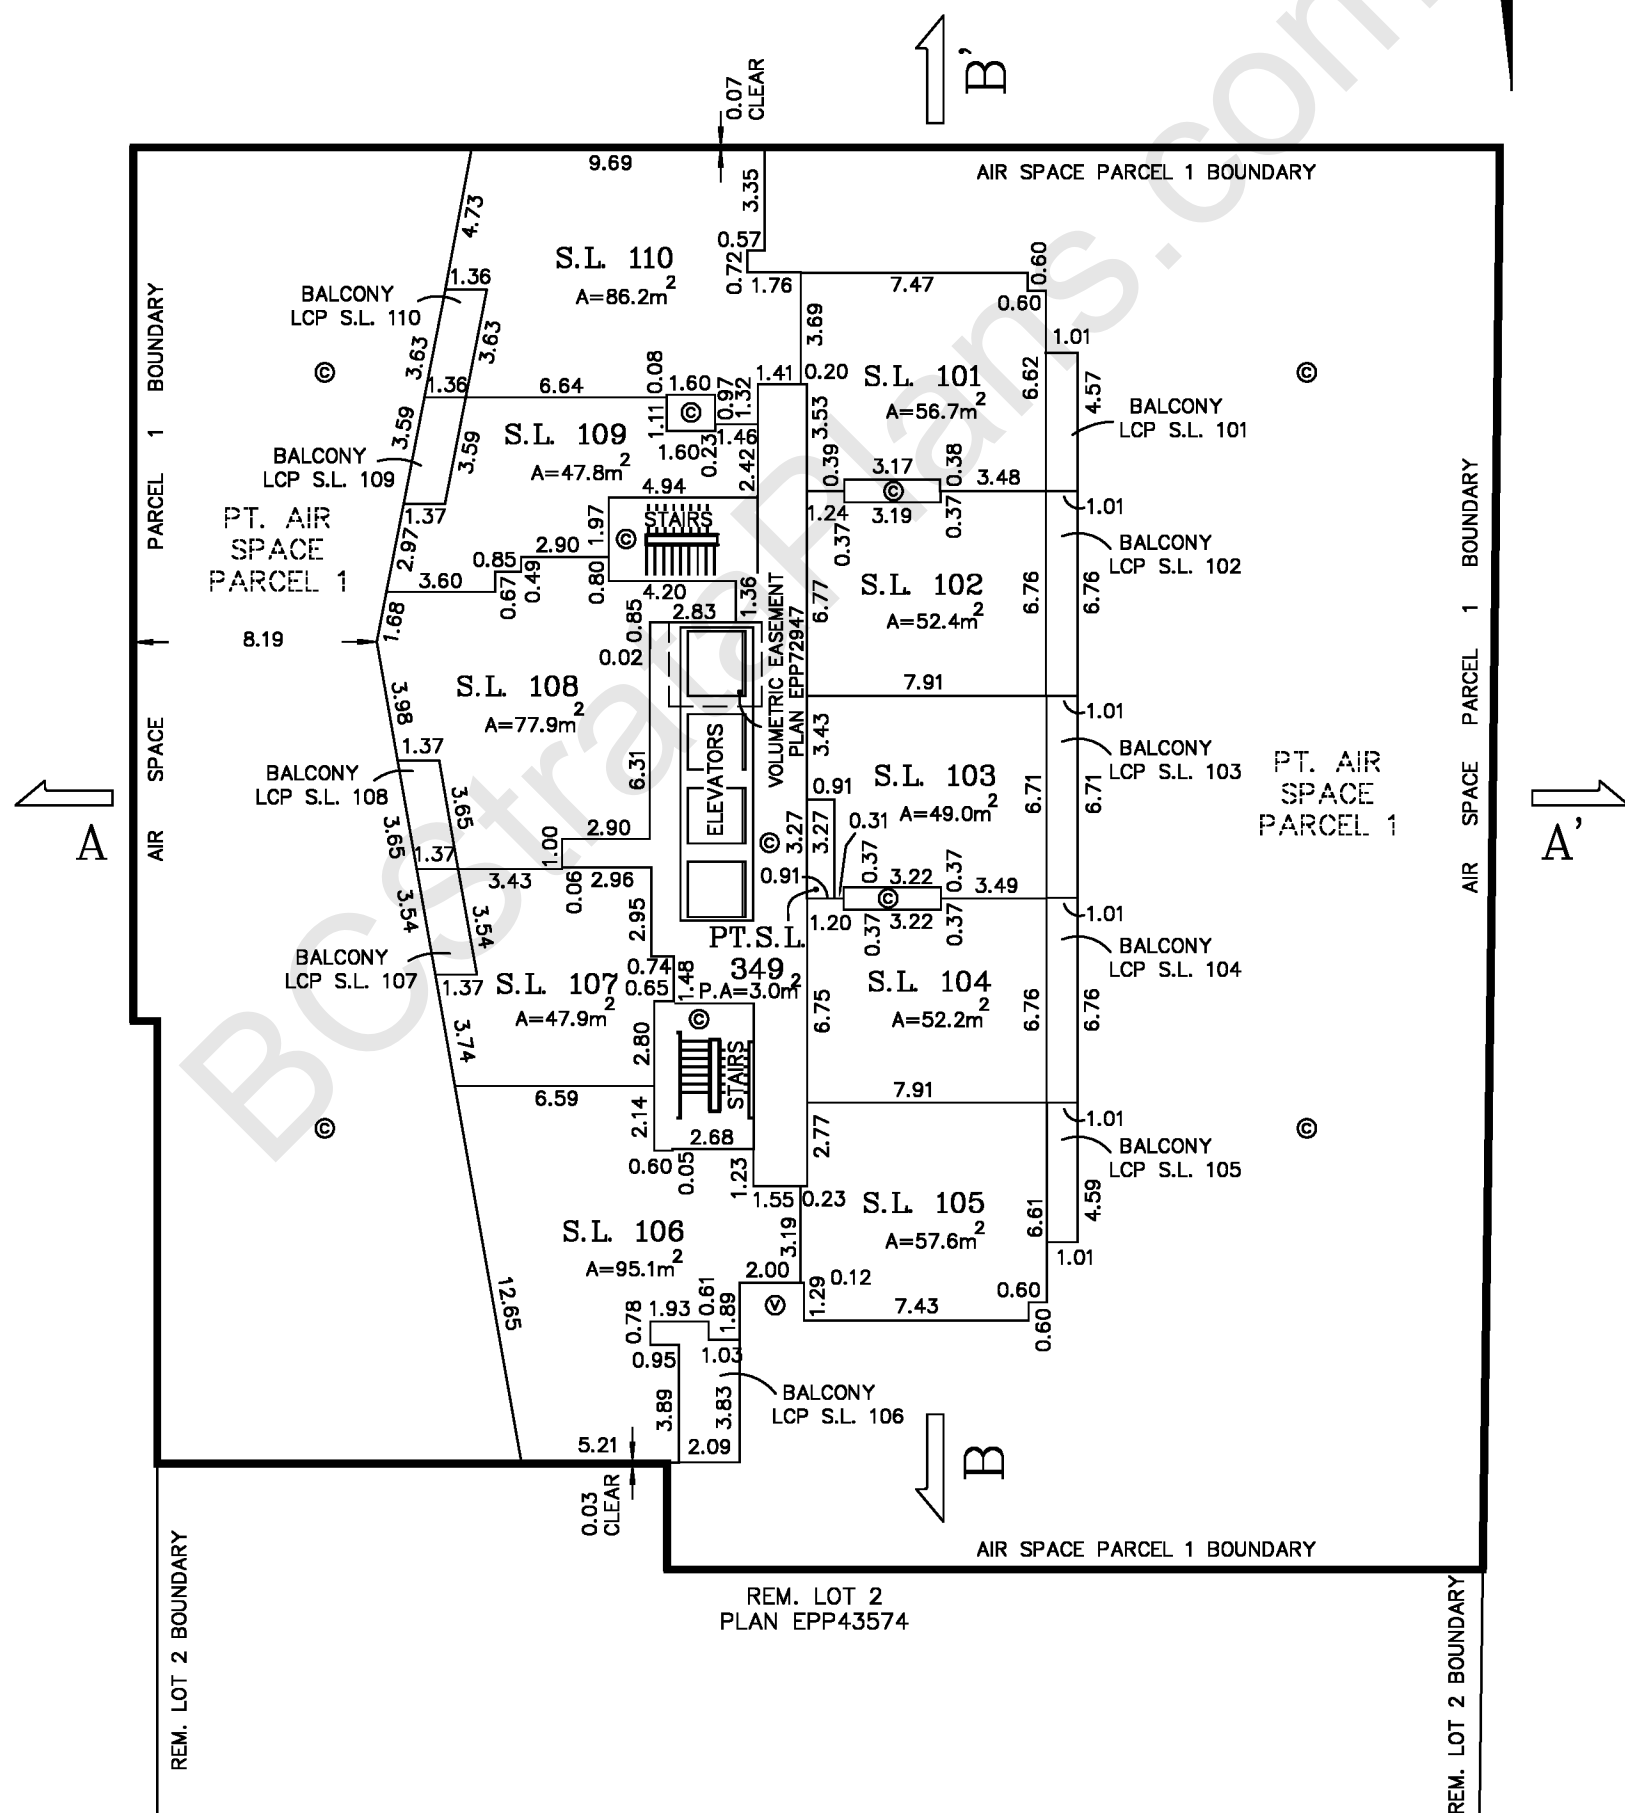 B'
0.07
CLEAR
9.69
AIR SPACE PARCEL 1 BOUNDARY
3.35
4.73
0.57
0.72
1.76
7.47
0.60
0.60
S.L. 110
A=86.2m2
1.36
BALCONY
LCP S.L. 110
3.63
3.63
3.69
1.01
©
©
1.36
6.64
0.08
1.60
0.97
1.32
1.41
0.20
S.L. 101
A=56.7m2
6.62
4.57
BALCONY
LCP S.L. 101
1.11
©
1.60
0.23
1.46
3.53
3.59
3.59
S.L. 109
A=47.8m2
BALCONY
LCP S.L. 109
2.42
0.39
3.17
0.38
3.48
©
1.37
4.94
1.24
3.19
0.37
0.37
1.01
PT. AIR
SPACE
PARCEL 1
2.97
1.97
©
STAIRS
BALCONY
LCP S.L. 102
0.85
2.90
3.60
0.67
0.49
0.80
4.20
1.36
S.L. 102
A=52.4m2
6.77
6.76
6.76
1.68
0.85
2.83
8.19
0.02
VOLUMETRIC EASEMENT
PLAN EPP72947
S.L. 108
A=77.9m2
3.98
7.91
1.01
1.37
6.31
ELEVATORS
3.43
BALCONY
LCP S.L. 103
BALCONY
LCP S.L. 108
S.L. 103
A=49.0m2
6.71
6.71
PT. AIR
SPACE
PARCEL 1
0.91
3.65
3.65
A
A'
2.90
1.00
©
3.27
3.27
0.31
1.37
3.43
0.06
2.96
0.91
0.37
3.22
0.37
3.49
©
1.20
0.37
3.22
0.37
1.01
3.54
3.54
2.95
PT.S.L.
349
P.A=3.0m2
BALCONY
LCP S.L. 104
BALCONY
LCP S.L. 107
0.74
0.65
1.48
1.37
S.L. 107
A=47.9m2
S.L. 104
A=52.2m2
6.75
6.76
6.76
3.74
2.80
©
STAIRS
6.59
7.91
1.01
©
©
2.14
2.68
2.77
BALCONY
LCP S.L. 105
0.60
0.05
1.23
1.55
0.23
S.L. 105
A=57.6m2
6.61
4.59
S.L. 106
A=95.1m2
3.19
1.01
12.65
2.00
0.12
1.29
7.43
0.60
0.60
0.78
1.93
0.61
1.89
Ⓥ
0.95
1.03
3.89
3.83
BALCONY
LCP S.L. 106
5.21
2.09
0.03
CLEAR
B
AIR SPACE PARCEL 1 BOUNDARY
AIR SPACE PARCEL 1 BOUNDARY
AIR SPACE PARCEL 1 BOUNDARY
REM. LOT 2
PLAN EPP43574
REM. LOT 2 BOUNDARY
REM. LOT 2 BOUNDARY
BCStrataPlans.com